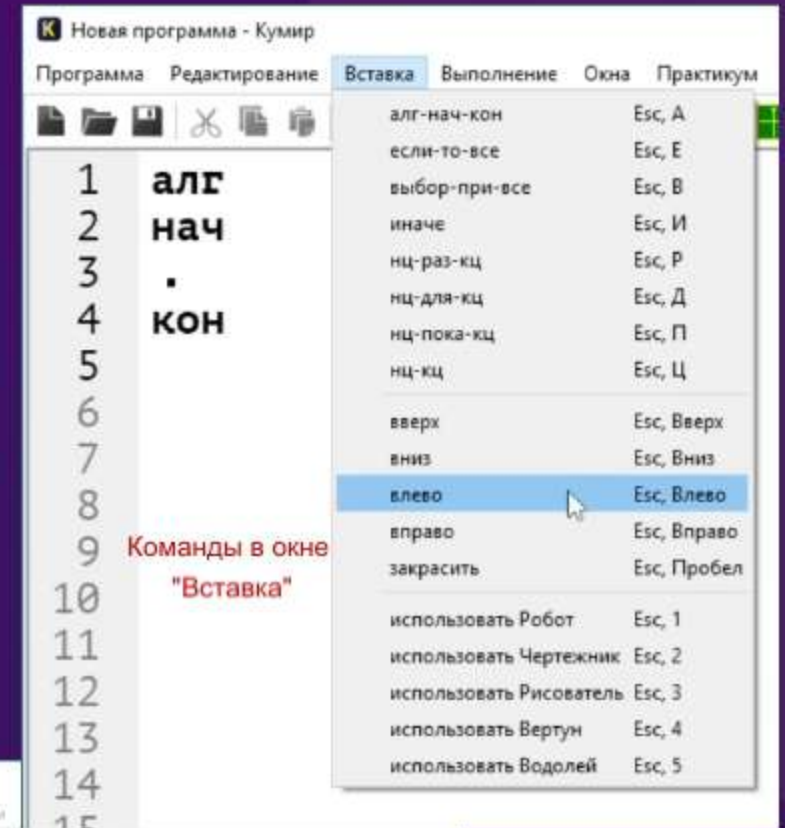 K Новая программа - Кумир
Программа Редактирование Вставка Выполнение Окна Практикум
алг-нач-кон Esc, А
если-то-все Esc, Е
выбор-при-все Esc, В
иначе Esc, И
нц-раз-кц Esc, Р
нц-для-кц Esc, Д
нц-пока-кц Esc, П
нц-кц Esc, Ц
вверх Esc, Вверх
вниз Esc, Вниз
влево Esc, Влево
вправо Esc, Вправо
закрасить Esc, Пробел
использовать Робот Esc, 1
использовать Чертежник Esc, 2
использовать Рисователь Esc, 3
использовать Вертун Esc, 4
использовать Водолей Esc, 5
1 алг
2 нач
3 .
4 кон
5
6
7
8
9
10
11
12
13
14
15
Команды в окне
"Вставка"